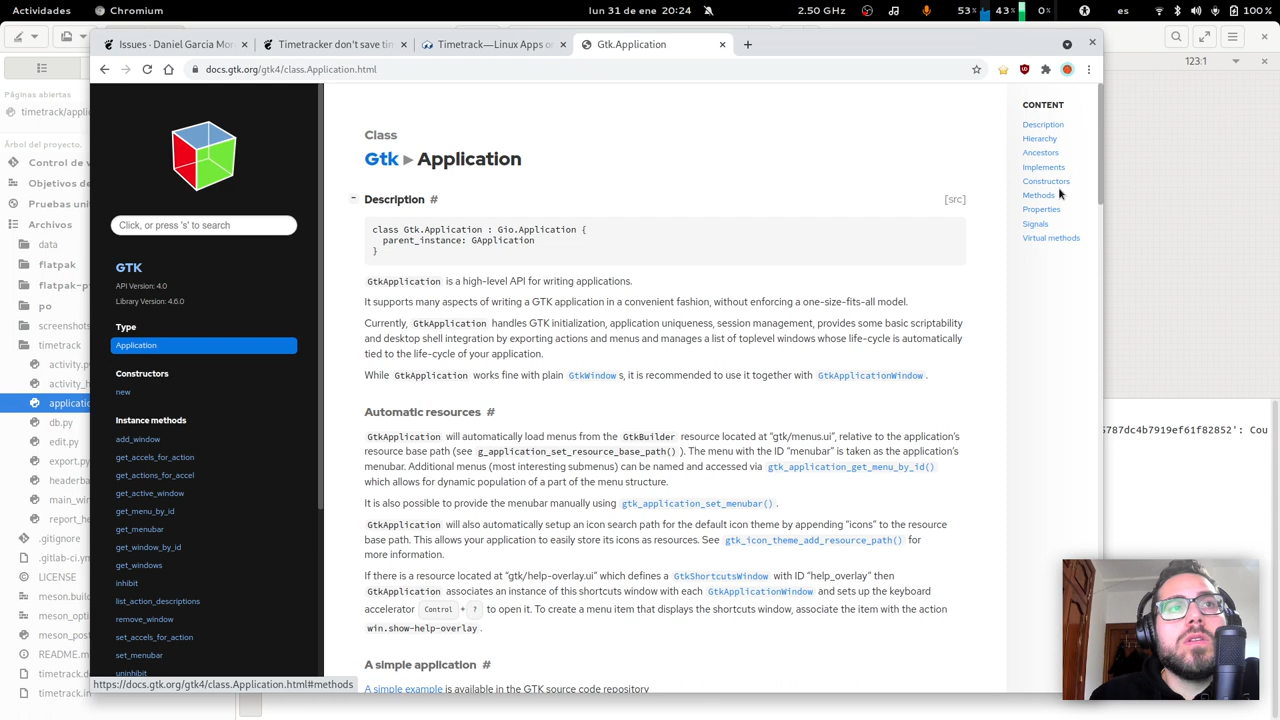 Actividades
Chromium
lun 31 de ene 20:24
2.50 GHz
53 %
43 %
0%
es
100 %
Issues · Daniel Garcia Mor
Timetracker don't save tim
Timetrack—Linux Apps on
Gtk.Application
docs.gtk.org/gtk4/class.Application.html
123:1
Páginas abiertas
timetrack/applic
Árbol del proyecto.
Control de v
Objetivos de
Pruebas uni
Archivos
data
flatpak
flatpak-p
po
screenshots
timetrack
activity.py
activity_h
applicatio
db.py
edit.py
export.py
headerba
main_win
report_he
.gitignore
.gitlab-ci.ym
LICENSE
meson.build
meson_opti
meson_post
README.m
timetrack.d
timetrack.in
Click, or press 's' to search
GTK
API Version: 4.0
Library Version: 4.6.0
Type
Application
Constructors
new
Instance methods
add_window
get_accels_for_action
get_actions_for_accel
get_active_window
get_menu_by_id
get_menubar
get_window_by_id
get_windows
inhibit
list_action_descriptions
remove_window
set_accels_for_action
set_menubar
uninhibit
https://docs.gtk.org/gtk4/class.Application.html#methods
Class
Gtk ▸ Application
Description #
[src]
class Gtk.Application : Gio.Application {
parent_instance: GApplication
}
GtkApplication is a high-level API for writing applications.
It supports many aspects of writing a GTK application in a convenient fashion, without enforcing a one-size-fits-all model.
Currently, GtkApplication handles GTK initialization, application uniqueness, session management, provides some basic scriptability
and desktop shell integration by exporting actions and menus and manages a list of toplevel windows whose life-cycle is automatically
tied to the life-cycle of your application.
While GtkApplication works fine with plain GtkWindow s, it is recommended to use it together with GtkApplicationWindow .
Automatic resources #
GtkApplication will automatically load menus from the GtkBuilder resource located at “gtk/menus.ui”, relative to the application’s
resource base path (see g_application_set_resource_base_path() ). The menu with the ID “menubar” is taken as the application’s
menubar. Additional menus (most interesting submenus) can be named and accessed via gtk_application_get_menu_by_id()
which allows for dynamic population of a part of the menu structure.
It is also possible to provide the menubar manually using gtk_application_set_menubar() .
GtkApplication will also automatically setup an icon search path for the default icon theme by appending “icons” to the resource
base path. This allows your application to easily store its icons as resources. See gtk_icon_theme_add_resource_path() for
more information.
If there is a resource located at “gtk/help-overlay.ui” which defines a GtkShortcutsWindow with ID “help_overlay” then
GtkApplication associates an instance of this shortcuts window with each GtkApplicationWindow and sets up the keyboard
accelerator Control + ? to open it. To create a menu item that displays the shortcuts window, associate the item with the action
win.show-help-overlay .
A simple application #
A simple example is available in the GTK source code repository
CONTENT
Description
Hierarchy
Ancestors
Implements
Constructors
Methods
Properties
Signals
Virtual methods
6787dc4b7919ef61f82852': Cou